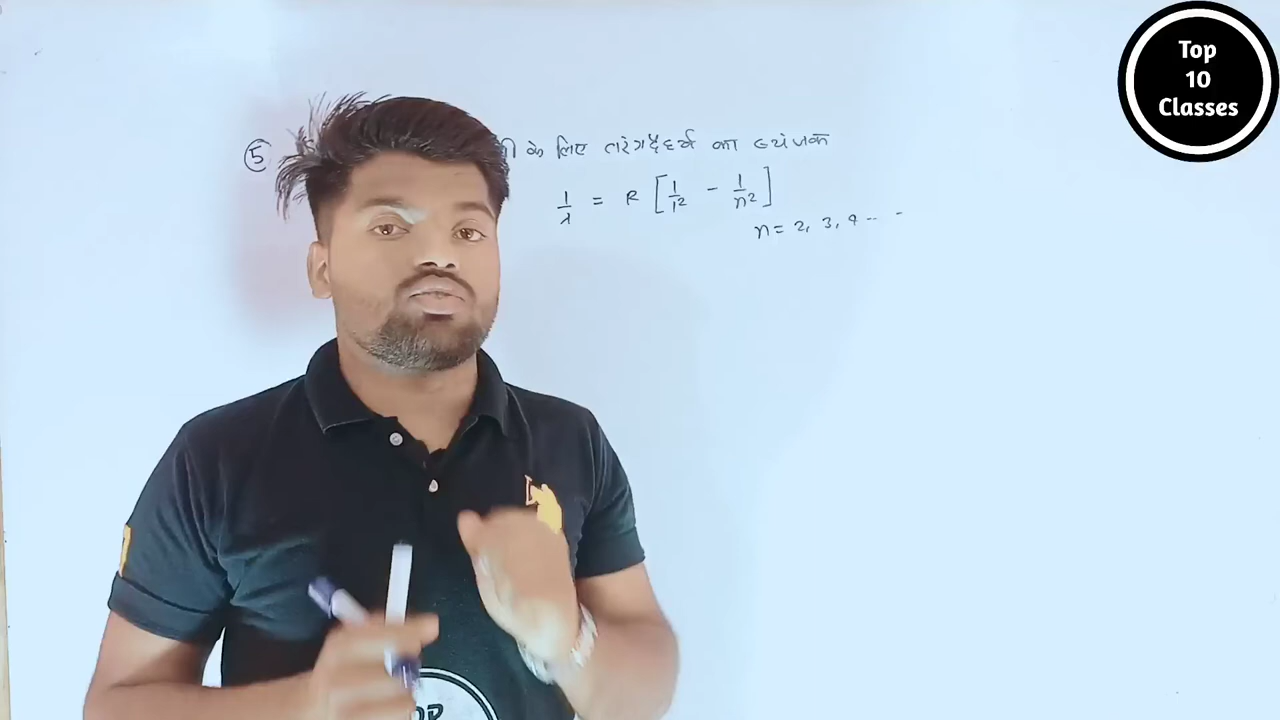 ⑤ के लिए तरंगदैर्ध्य का व्यंजक
1/λ = R [1/1² - 1/n²]
n = 2, 3, 4 -- -
Top
10
Classes